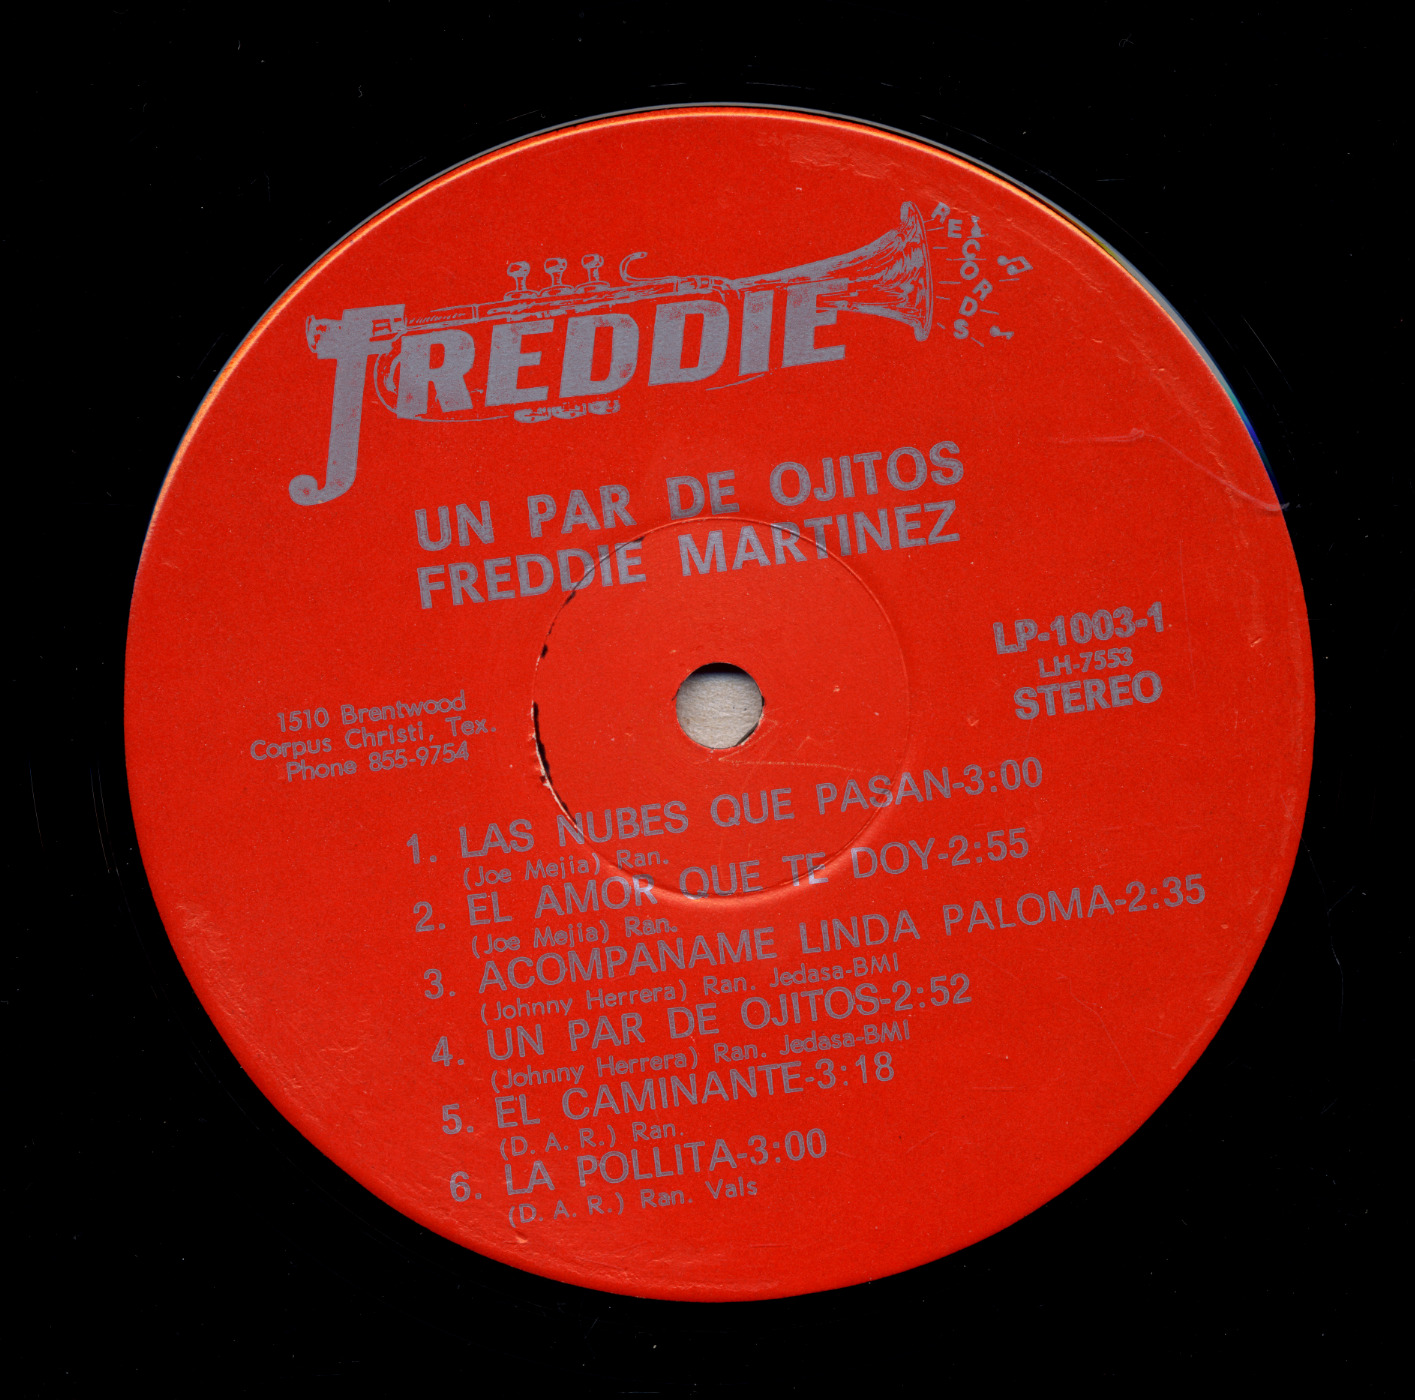 FREDDIE
RECORDS
UN PAR DE OJITOS
FREDDIE MARTINEZ
LP-1003-1
LH-7553
STEREO
1510 Brentwood
Corpus Christi, Tex.
Phone 855-9754
1. LAS NUBES QUE PASAN-3:00
(Joe Mejia) Ran.
2. EL AMOR QUE TE DOY-2:55
(Joe Mejia) Ran.
3. ACOMPANAME LINDA PALOMA-2:35
(Johnny Herrera) Ran. Jedasa-BMI
4. UN PAR DE OJITOS-2:52
(Johnny Herrera) Ran. Jedasa-BMI
5. EL CAMINANTE-3:18
(D. A. R.) Ran.
6. LA POLLITA-3:00
(D. A. R.) Ran. Vals